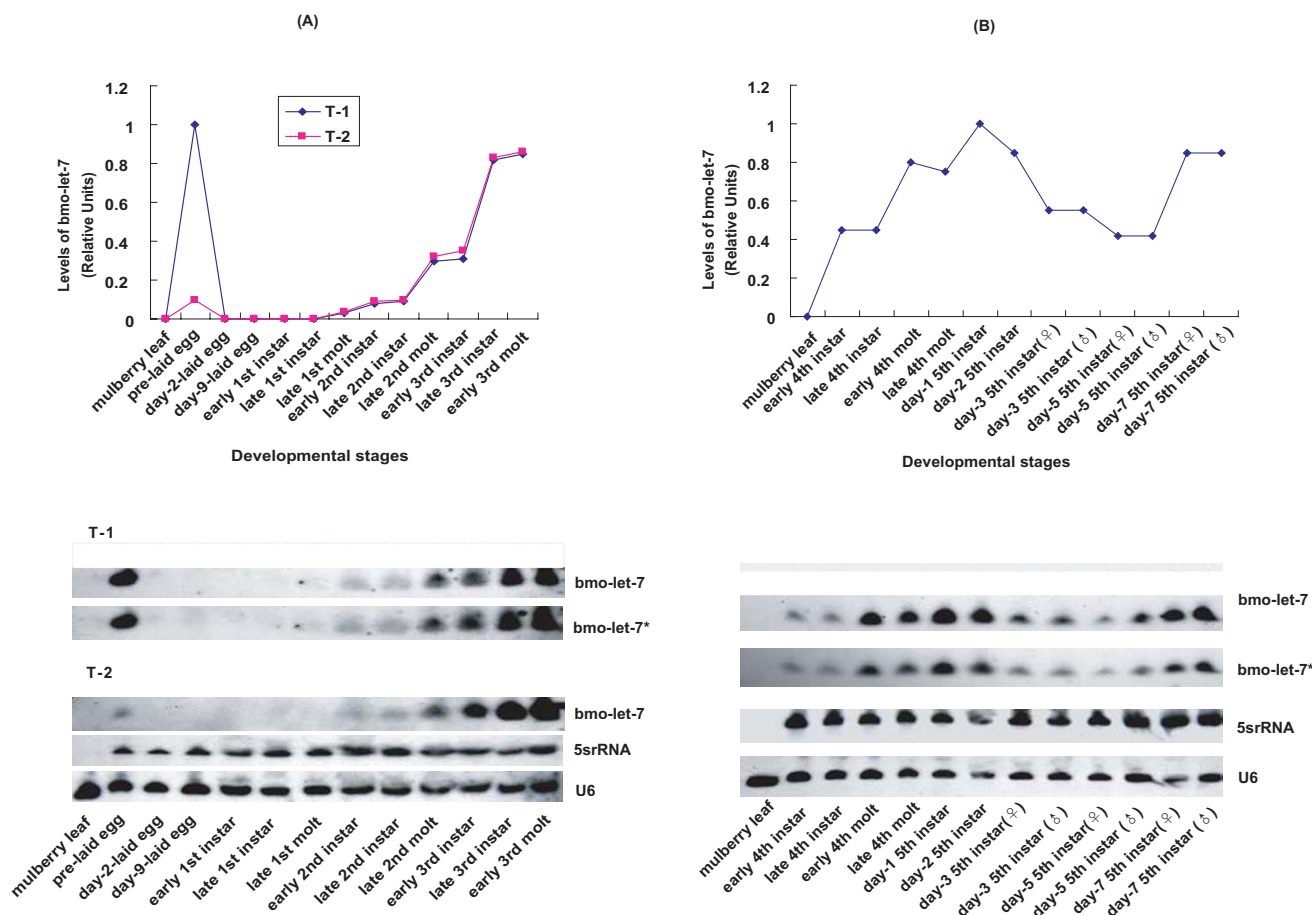 (A)
1.2
1
0.8
0.6
0.4
0.2
0
Levels of bmo-let-7
(Relative Units)
T-1
T-2
mulberry leaf
pre-laid egg
day-2-laid egg
day-9-laid egg
early 1st instar
late 1st instar
late 1st molt
early 2nd instar
late 2nd instar
late 2nd molt
early 3rd instar
late 3rd instar
early 3rd molt
Developmental stages
(B)
1.2
1
0.8
0.6
0.4
0.2
0
Levels of bmo-let-7
(Relative Units)
mulberry leaf
early 4th instar
late 4th instar
early 4th molt
late 4th molt
day-1 5th instar
day-2 5th instar
day-3 5th instar(♀)
day-3 5th instar (♂)
day-5 5th instar(♀)
day-5 5th instar (♂)
day-7 5th instar(♀)
day-7 5th instar (♂)
Developmental stages
T-1
bmo-let-7
bmo-let-7*
T-2
bmo-let-7
5srRNA
U6
mulberry leaf
pre-laid egg
day-2-laid egg
day-9-laid egg
early 1st instar
late 1st instar
late 1st molt
early 2nd instar
late 2nd instar
late 2nd molt
early 3rd instar
late 3rd instar
early 3rd molt
bmo-let-7
bmo-let-7*
5srRNA
U6
mulberry leaf
early 4th instar
late 4th instar
early 4th molt
late 4th molt
day-1 5th instar
day-2 5th instar
day-3 5th instar(♀)
day-3 5th instar (♂)
day-5 5th instar(♀)
day-5 5th instar (♂)
day-7 5th instar(♀)
day-7 5th instar (♂)